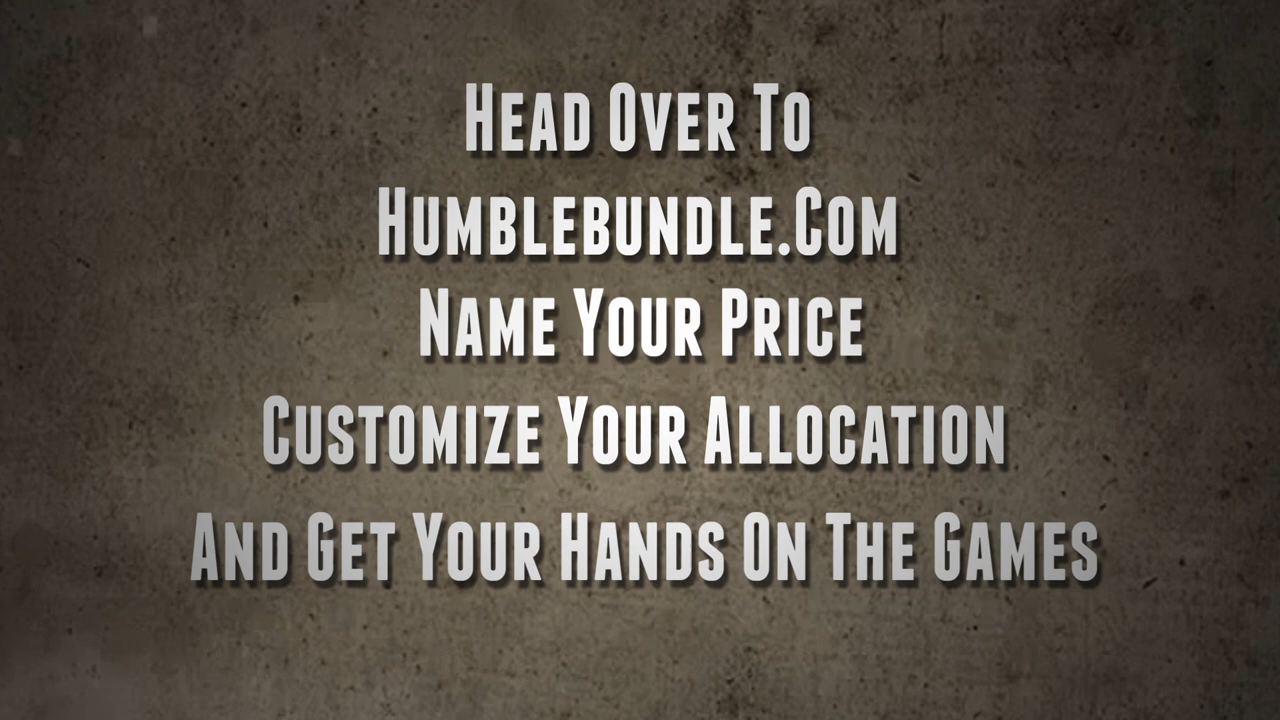 Head Over To
Humblebundle.Com
Name Your Price
Customize Your Allocation
And Get Your Hands On The Games